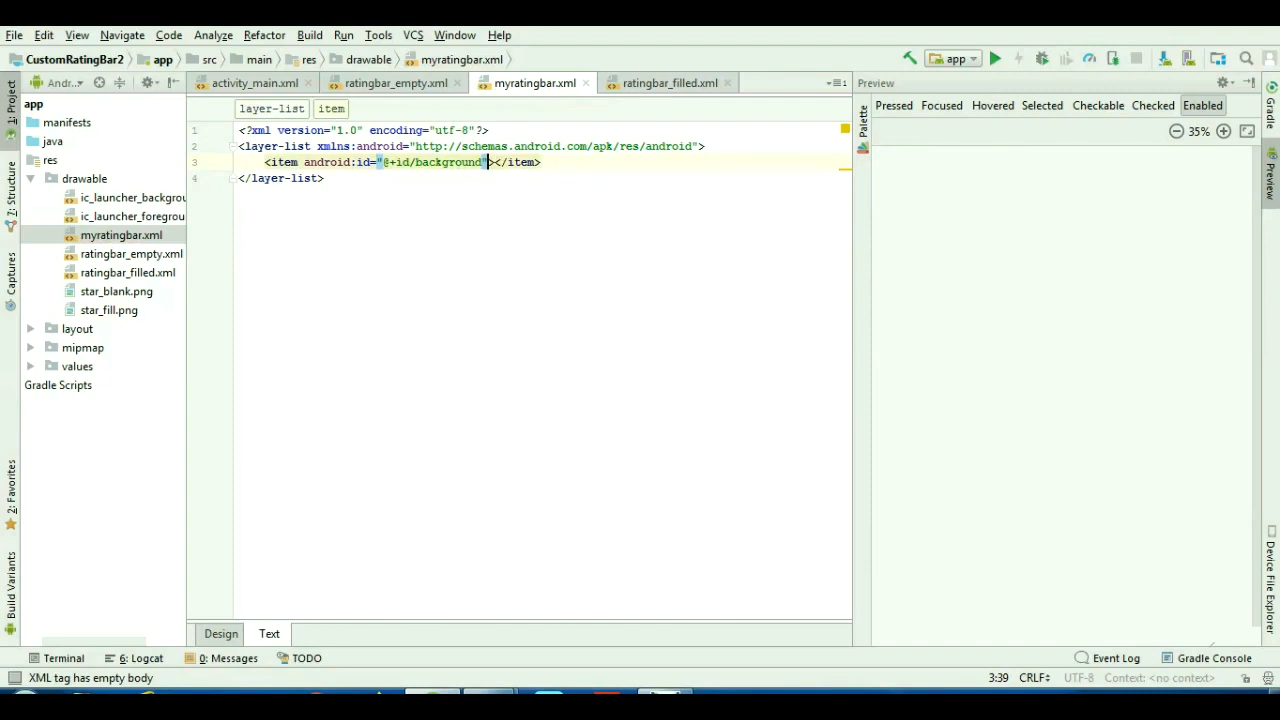 File Edit View Navigate Code Analyze Refactor Build Run Tools VCS Window Help
CustomRatingBar2 app src main res drawable myratingbar.xml app
1: Project Andr... activity_main.xml ratingbar_empty.xml myratingbar.xml ratingbar_filled.xml Preview
app
manifests
java
res
drawable
ic_launcher_backgrou
ic_launcher_foregrou
myratingbar.xml
ratingbar_empty.xml
ratingbar_filled.xml
star_blank.png
star_fill.png
layout
mipmap
values
Gradle Scripts
7: Structure
Captures
2: Favorites
Build Variants
layer-list item
1 <?xml version="1.0" encoding="utf-8"?>
2 <layer-list xmlns:android="http://schemas.android.com/apk/res/android">
3 <item android:id="@+id/background"></item>
4 </layer-list>
Design Text
Palette
Pressed Focused Hovered Selected Checkable Checked Enabled
35%
Gradle
Preview
Device File Explorer
Terminal 6: Logcat 0: Messages TODO Event Log Gradle Console
XML tag has empty body 3:39 CRLF UTF-8 Context: <no context>